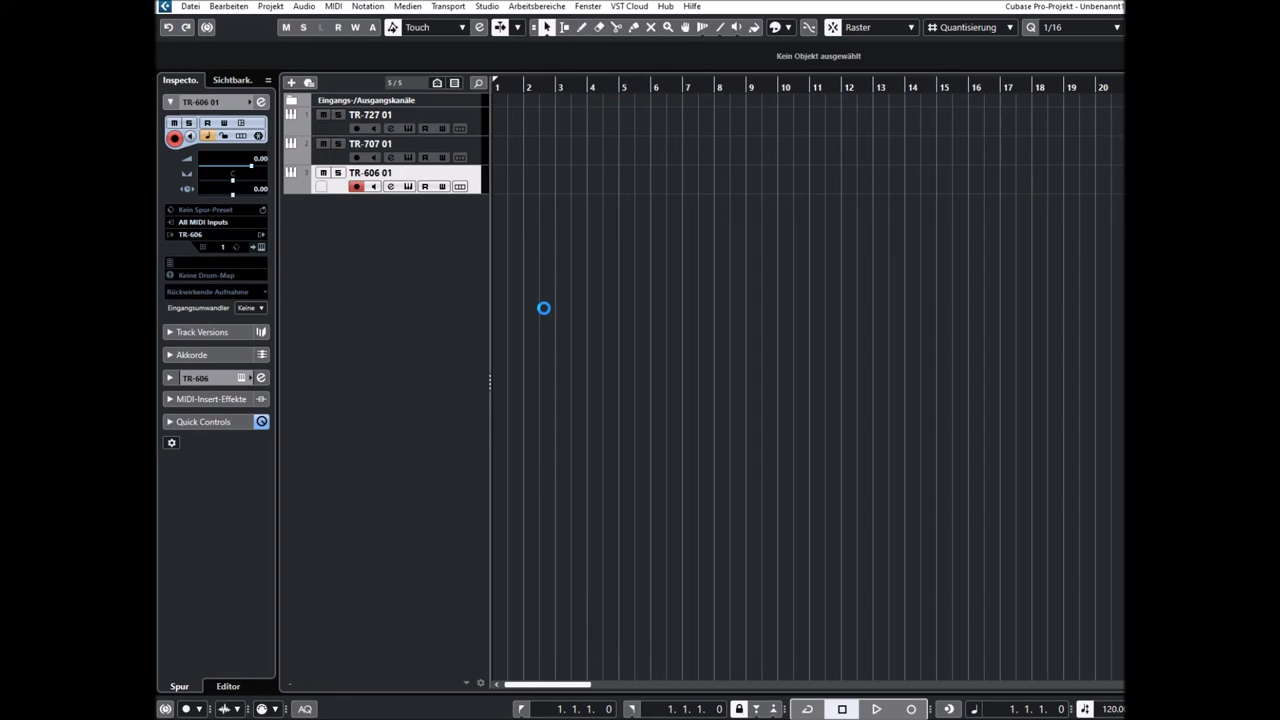 Datei Bearbeiten Projekt Audio MIDI Notation Medien Transport Studio Arbeitsbereiche Fenster VST Cloud Hub Hilfe Cubase Pro-Projekt - Unbenannt1
M S L R W A Touch Raster Quantisierung 1/16
Kein Objekt ausgewählt
Inspecto. Sichtbark. 5 / 5
1 2 3 4 5 6 7 8 9 10 11 12 13 14 15 16 17 18 19 20
TR-606 01
Eingangs-/Ausgangskanäle
M S R W
1 M S TR-727 01
R W
2 M S TR-707 01
R W
3 M S TR-606 01
R W
0.00
C
0.00
Kein Spur-Preset
All MIDI Inputs
TR-606
1
Keine Drum-Map
Rückwirkende Aufnahme
Eingangsumwandler Keine
Track Versions
Akkorde
TR-606
MIDI-Insert-Effekte
Quick Controls
Spur Editor
AQ 1. 1. 1. 0 1. 1. 1. 0 1. 1. 1. 0 120.0